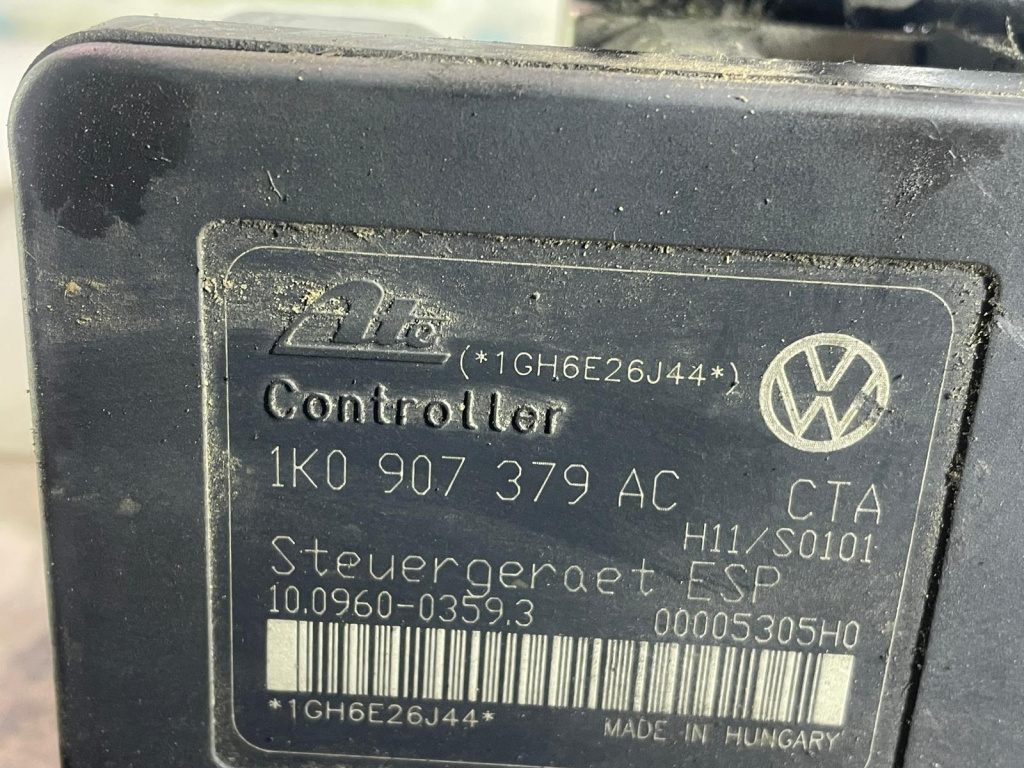 Ate (*1GH6E26J44*)
Controller
1K0 907 379 AC CTA
H11/S0101
Steuergeraet ESP
10.0960-0359.3 00005305H0
*1GH6E26J44* MADE IN HUNGARY